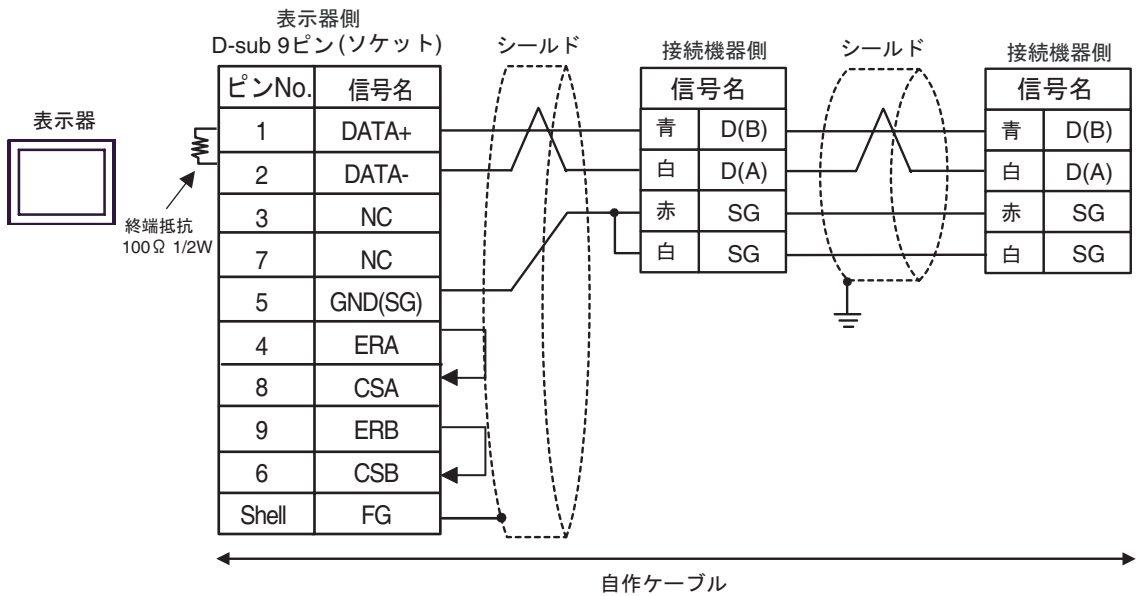 表示器側
D-sub 9ピン(ソケット)
シールド
接続機器側
シールド
接続機器側
表示器
終端抵抗
100Ω 1/2W
ピンNo. 信号名
1 DATA+
2 DATA-
3 NC
7 NC
5 GND(SG)
4 ERA
8 CSA
9 ERB
6 CSB
Shell FG
信号名
青 D(B)
白 D(A)
赤 SG
白 SG
信号名
青 D(B)
白 D(A)
赤 SG
白 SG
自作ケーブル